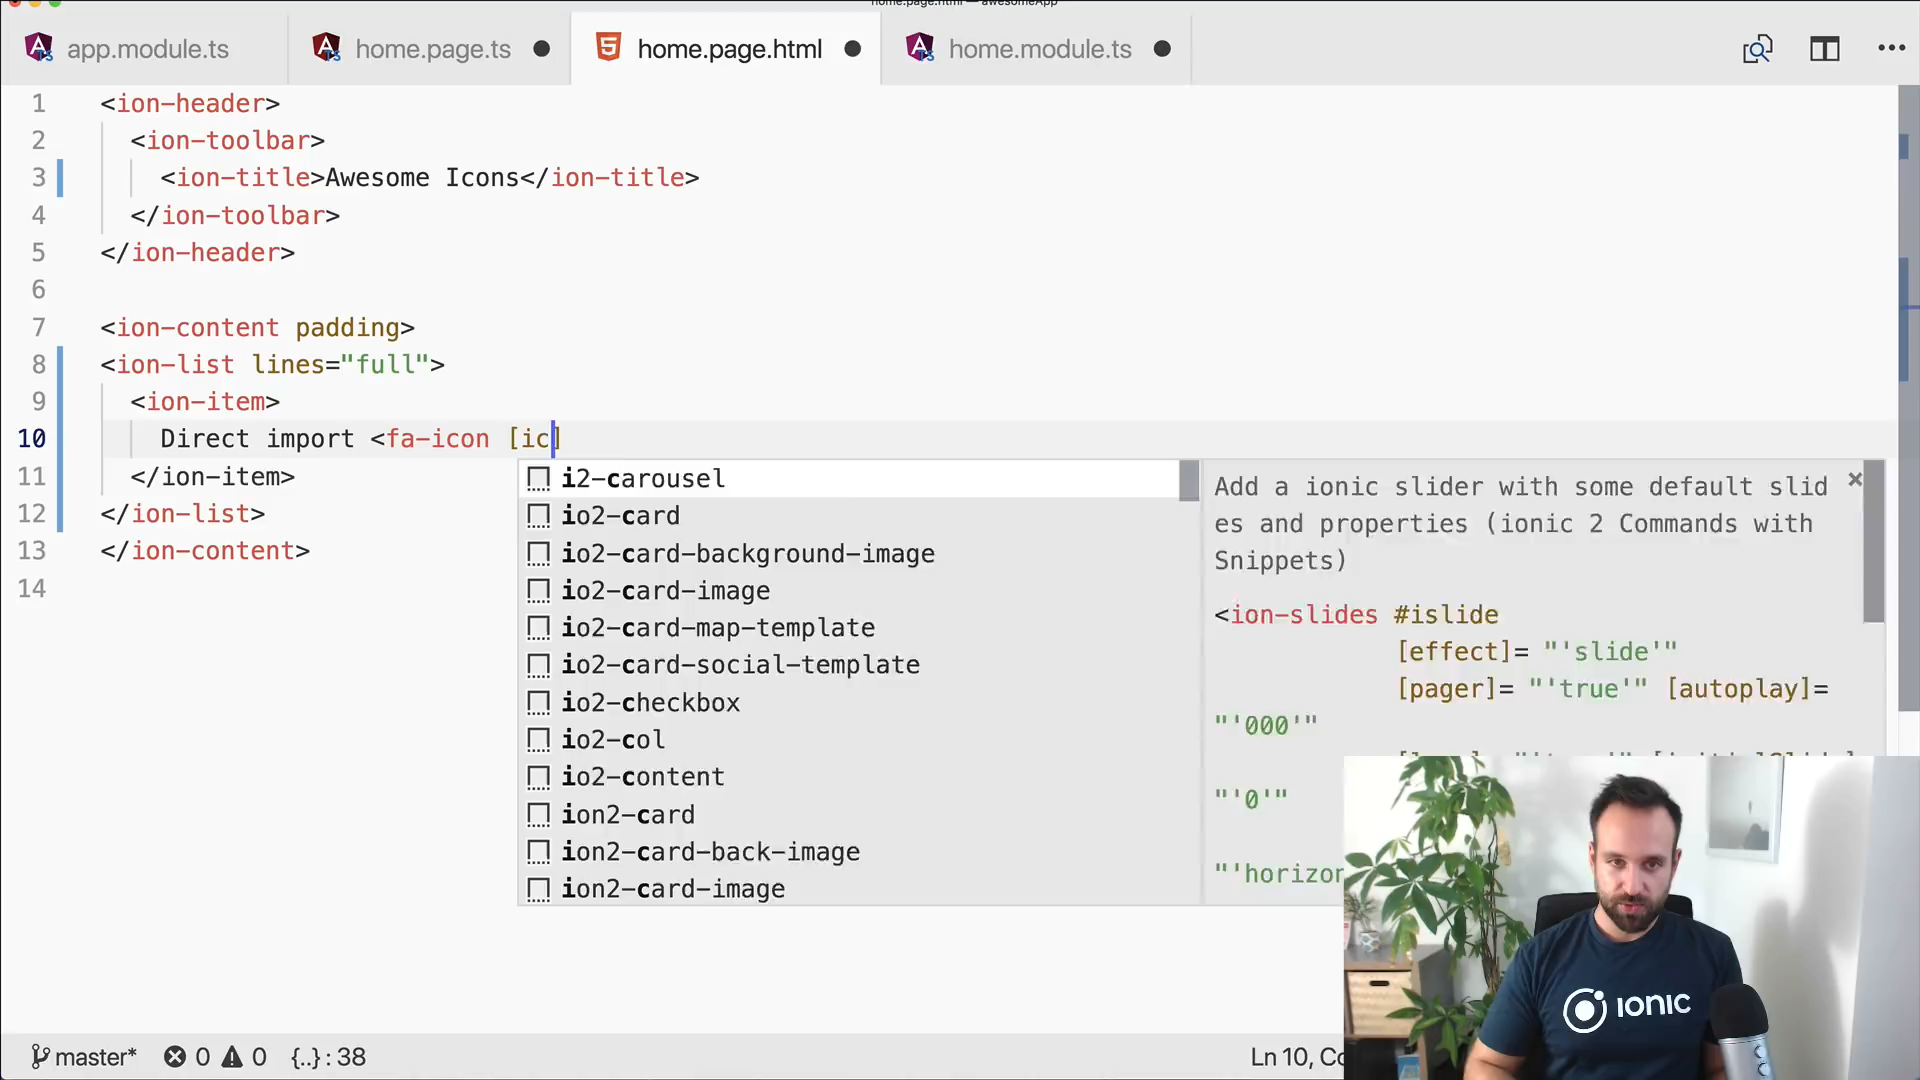 home.page.html — awesomeApp
app.module.ts
home.page.ts
home.page.html
home.module.ts
1 <ion-header>
2 <ion-toolbar>
3 <ion-title>Awesome Icons</ion-title>
4 </ion-toolbar>
5 </ion-header>
6
7 <ion-content padding>
8 <ion-list lines="full">
9 <ion-item>
10 Direct import <fa-icon [ic]
11 </ion-item>
12 </ion-list>
13 </ion-content>
14
i2-carousel
io2-card
io2-card-background-image
io2-card-image
io2-card-map-template
io2-card-social-template
io2-checkbox
io2-col
io2-content
ion2-card
ion2-card-back-image
ion2-card-image
Add a ionic slider with some default slid
es and properties (ionic 2 Commands with
Snippets)
<ion-slides #islide
[effect]= "'slide'"
[pager]= "'true'" [autoplay]=
"'000'"
"'0'"
"'horizon
IONIC
master* 0 0 {..} : 38
Ln 10, Co